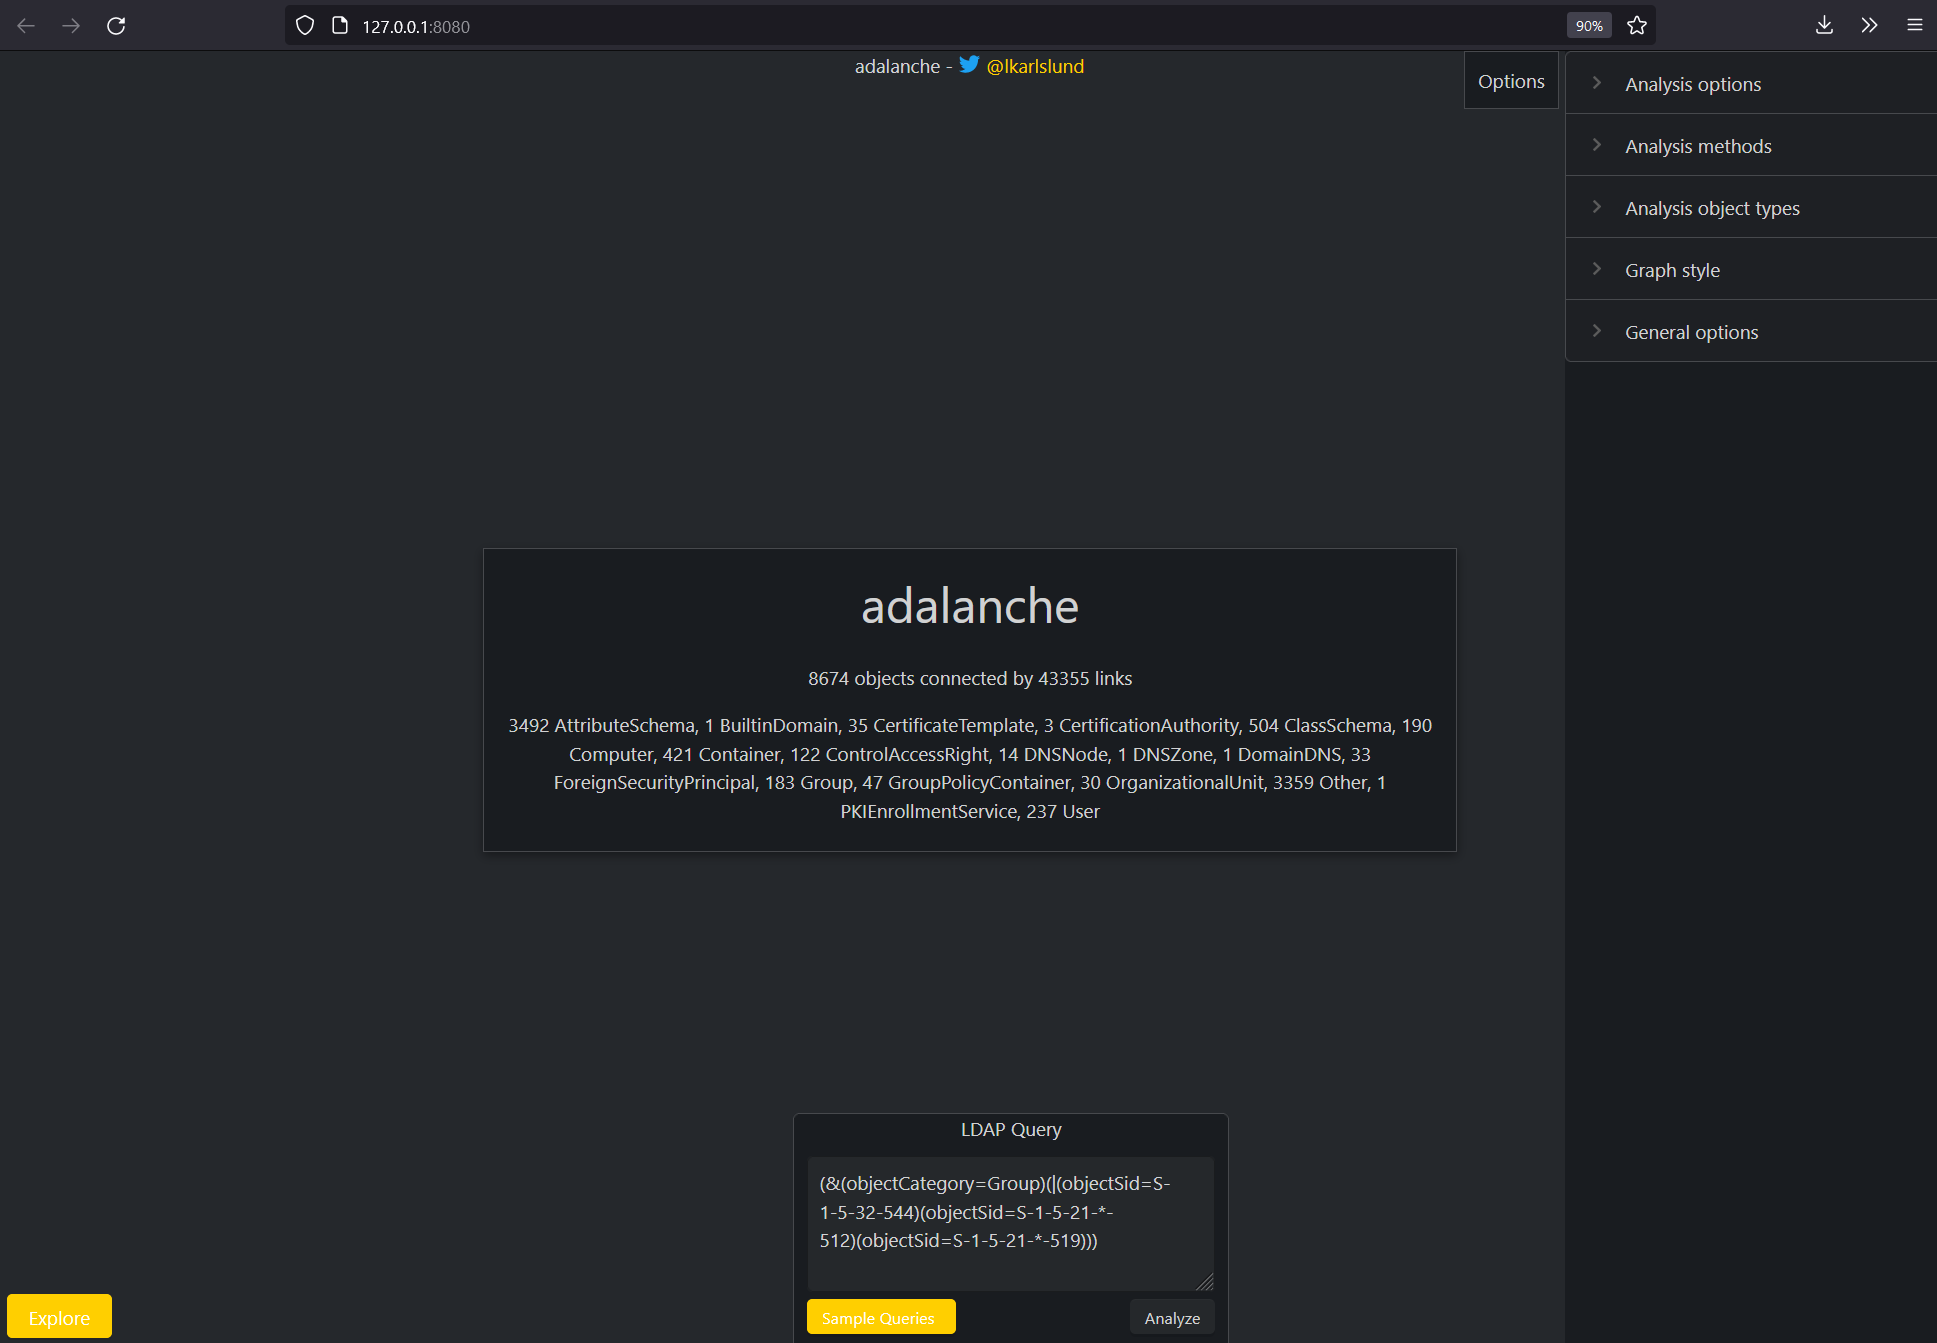 127.0.0.1:8080
90%
adalanche - @lkarlslund
Options
Analysis options
Analysis methods
Analysis object types
Graph style
General options
adalanche
8674 objects connected by 43355 links
3492 AttributeSchema, 1 BuiltinDomain, 35 CertificateTemplate, 3 CertificationAuthority, 504 ClassSchema, 190
Computer, 421 Container, 122 ControlAccessRight, 14 DNSNode, 1 DNSZone, 1 DomainDNS, 33
ForeignSecurityPrincipal, 183 Group, 47 GroupPolicyContainer, 30 OrganizationalUnit, 3359 Other, 1
PKIEnrollmentService, 237 User
LDAP Query
(&(objectCategory=Group)(|(objectSid=S-
1-5-32-544)(objectSid=S-1-5-21-*-
512)(objectSid=S-1-5-21-*-519)))
Explore
Sample Queries
Analyze